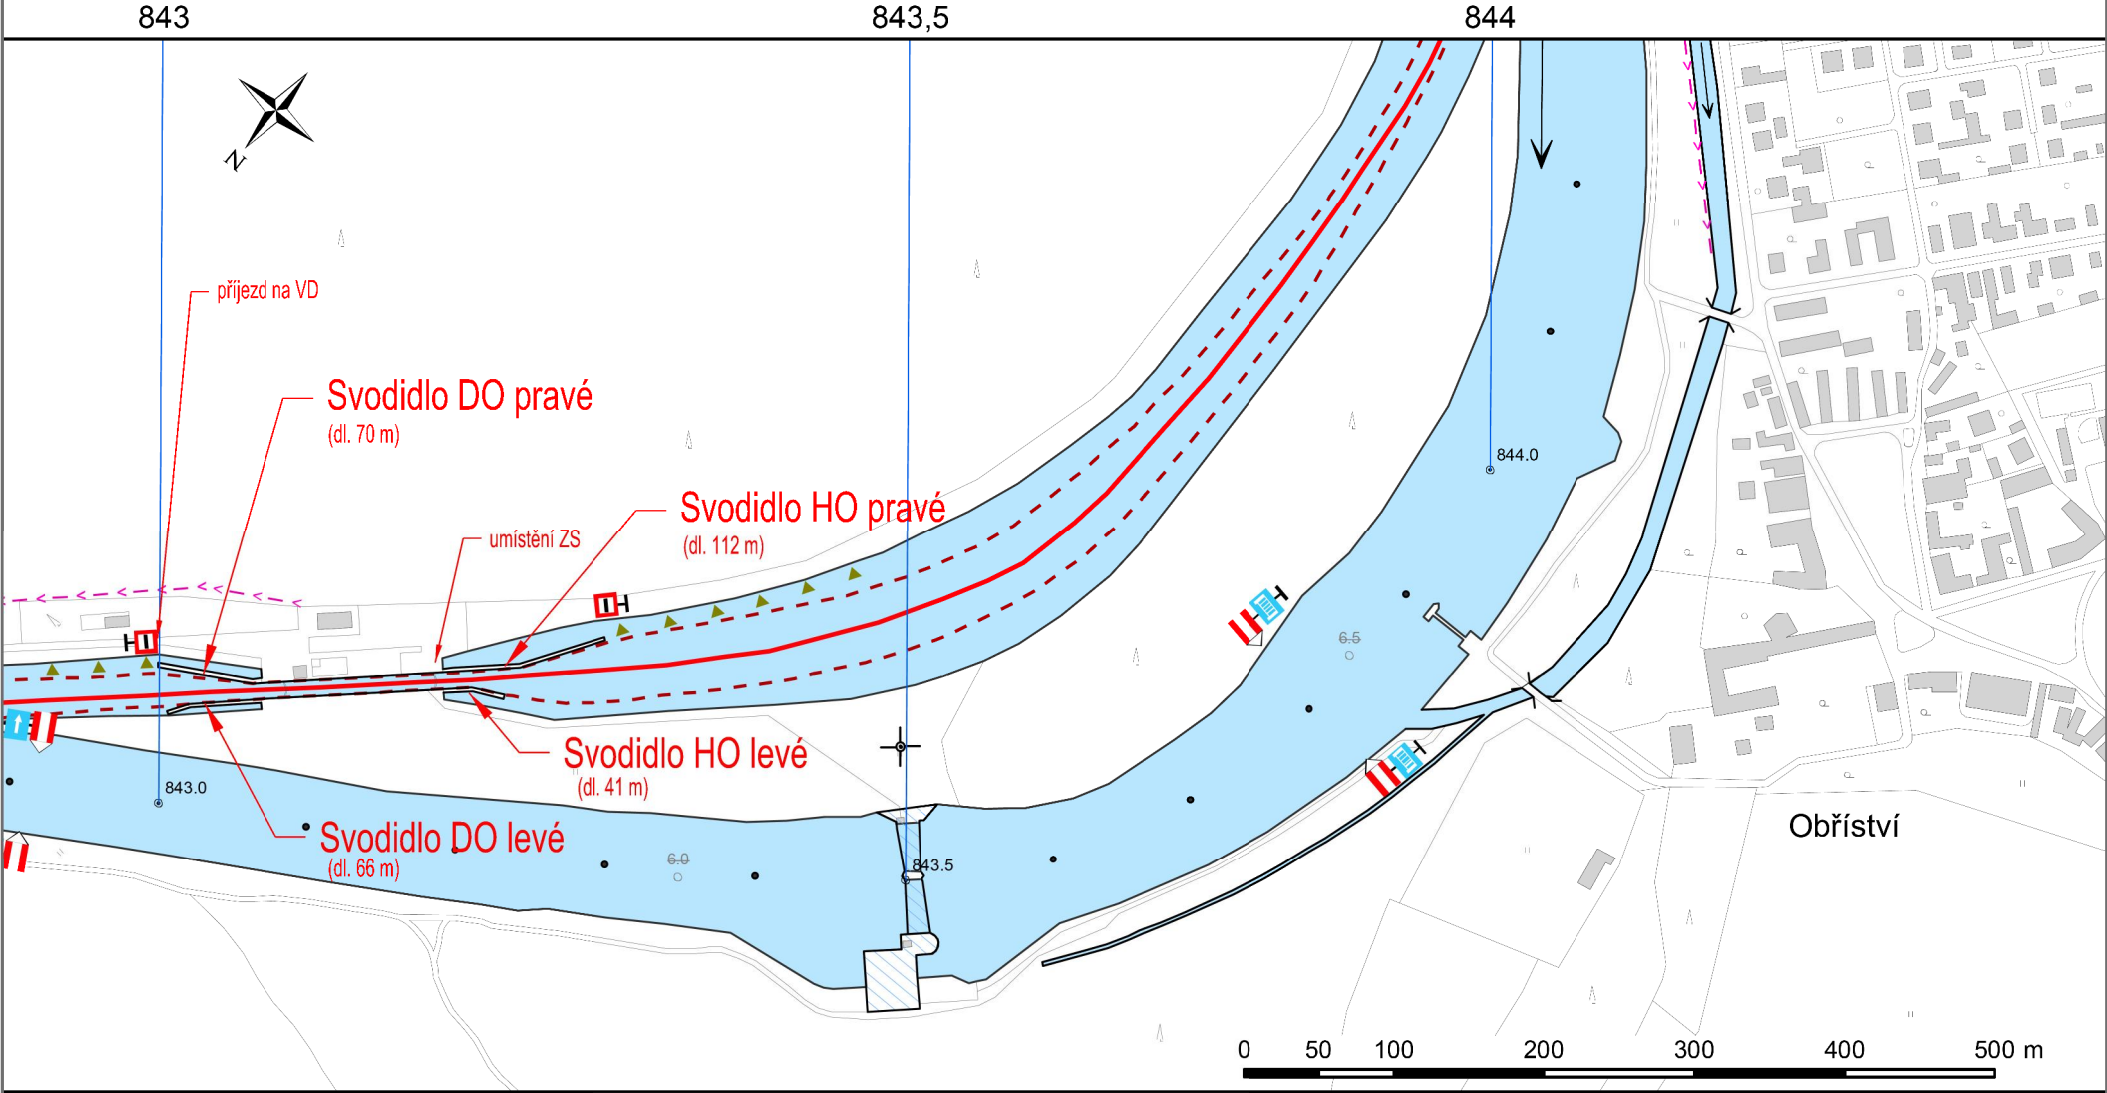 843 843,5 844
N
příjezd na VD
Svodidlo DO pravé
(dl. 70 m)
844.0
Svodidlo HO pravé
(dl. 112 m)
umístění ZS
6.5
Svodidlo HO levé
(dl. 41 m)
843.0
Svodidlo DO levé
(dl. 66 m)
6.0
843.5
Obříství
0 50 100 200 300 400 500 m